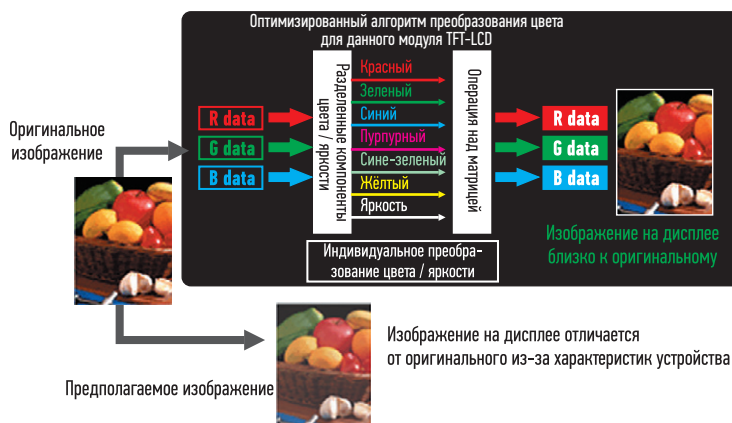 Оптимизированный алгоритм преобразования цвета
для данного модуля TFT-LCD
Оригинальное
изображение
R data
G data
B data
Разделенные компоненты
цвета / яркости
Красный
Зеленый
Синий
Пурпурный
Сине-зеленый
Жёлтый
Яркость
Операция над матрицей
R data
G data
B data
Индивидуальное преобра-
зование цвета / яркости
Изображение на дисплее
близко к оригинальному
Изображение на дисплее отличается
от оригинального из-за характеристик устройства
Предполагаемое изображение